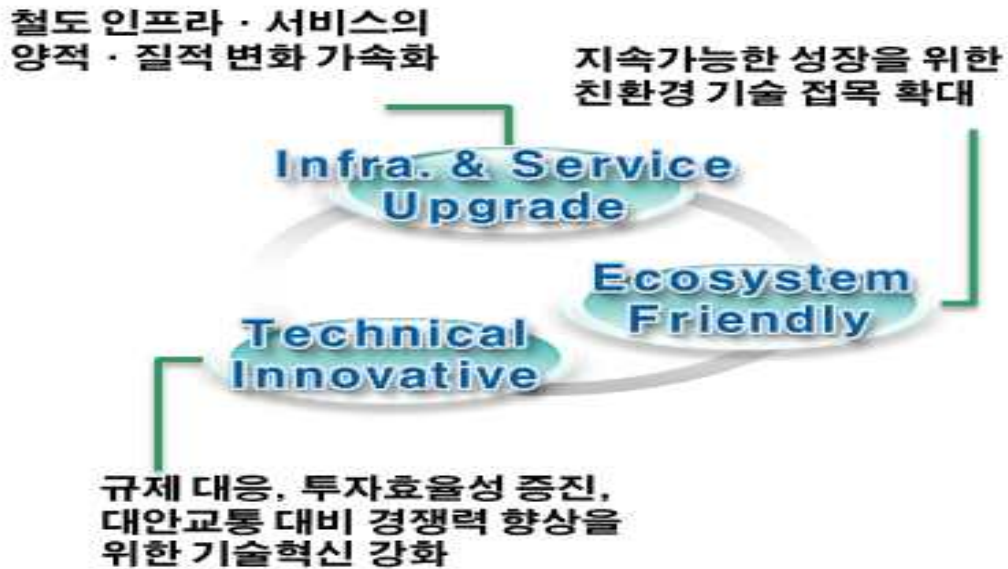 철도 인프라 · 서비스의
양적 · 질적 변화 가속화
지속가능한 성장을 위한
친환경 기술 접목 확대
Infra. & Service
Upgrade
Ecosystem
Friendly
Technical
Innovative
규제 대응, 투자효율성 증진,
대안교통 대비 경쟁력 향상을
위한 기술혁신 강화